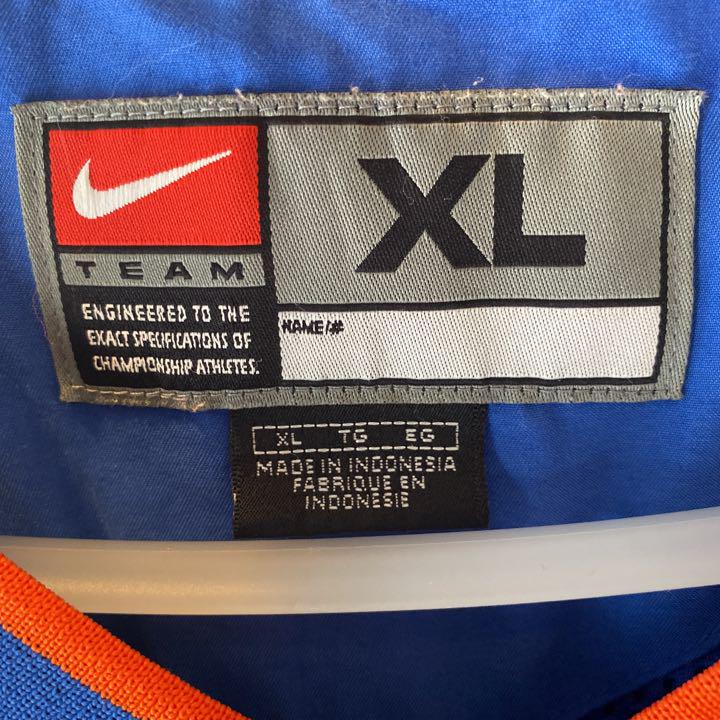 TEAM
ENGINEERED TO THE
EXACT SPECIFICATIONS OF
CHAMPIONSHIP ATHLETES.
XL
NAME/#
XL TG EG
MADE IN INDONESIA
FABRIQUE EN
INDONESIE